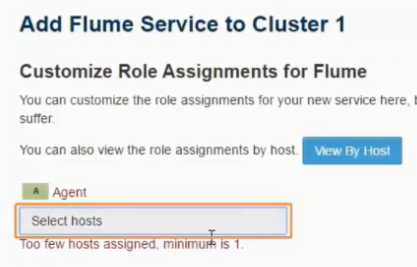 Add Flume Service to Cluster 1
Customize Role Assignments for Flume
You can customize the role assignments for your new service here,
suffer.
You can also view the role assignments by host. View By Host
A Agent
Select hosts
Too few hosts assigned, minimum is 1.